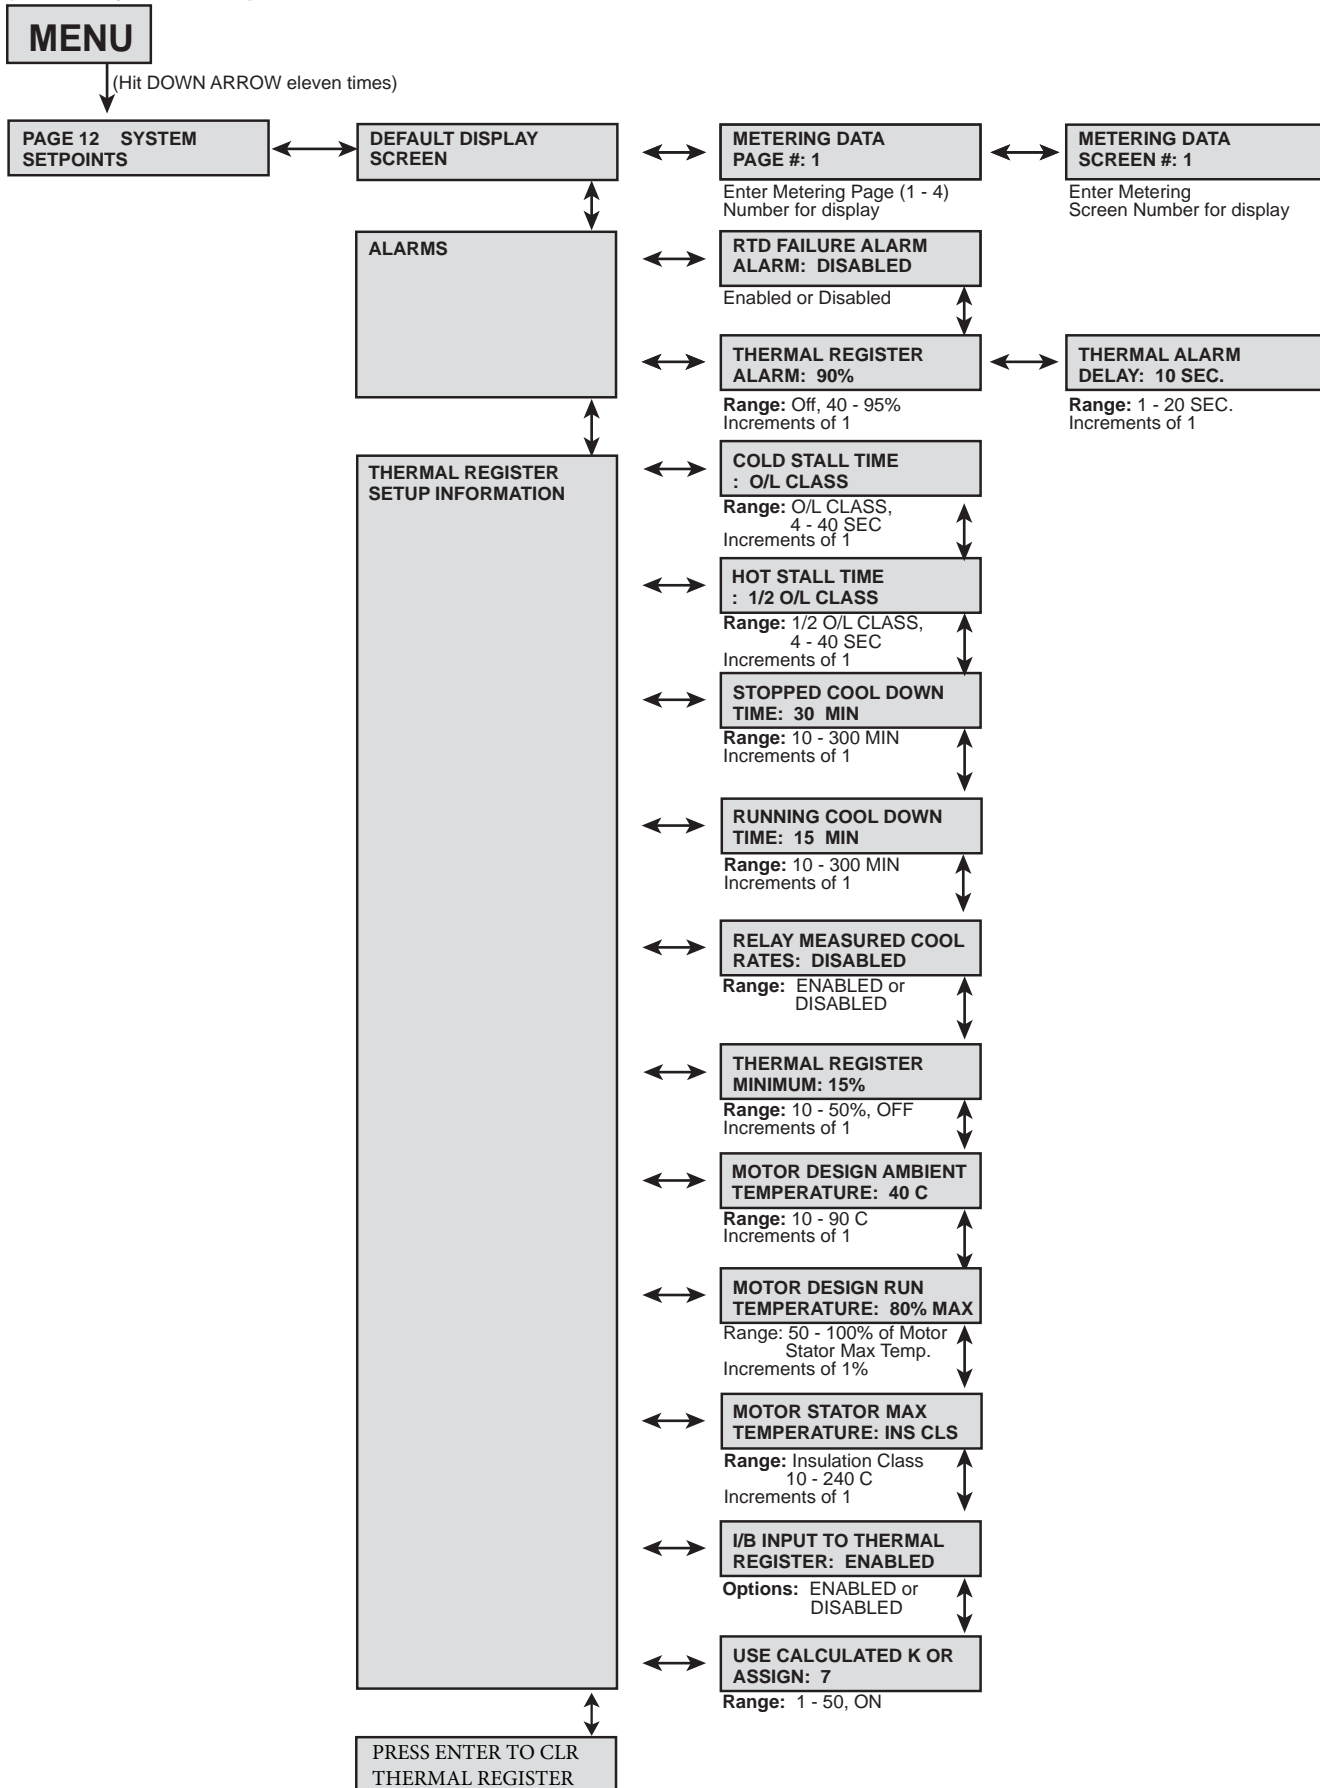 MENU
(Hit DOWN ARROW eleven times)
PAGE 12 SYSTEM
SETPOINTS
DEFAULT DISPLAY
SCREEN
METERING DATA
PAGE #: 1
Enter Metering Page (1 - 4)
Number for display
METERING DATA
SCREEN #: 1
Enter Metering
Screen Number for display
ALARMS
RTD FAILURE ALARM
ALARM: DISABLED
Enabled or Disabled
THERMAL REGISTER
ALARM: 90%
Range: Off, 40 - 95%
Increments of 1
THERMAL ALARM
DELAY: 10 SEC.
Range: 1 - 20 SEC.
Increments of 1
THERMAL REGISTER
SETUP INFORMATION
COLD STALL TIME
: O/L CLASS
Range: O/L CLASS,
4 - 40 SEC
Increments of 1
HOT STALL TIME
: 1/2 O/L CLASS
Range: 1/2 O/L CLASS,
4 - 40 SEC
Increments of 1
STOPPED COOL DOWN
TIME: 30 MIN
Range: 10 - 300 MIN
Increments of 1
RUNNING COOL DOWN
TIME: 15 MIN
Range: 10 - 300 MIN
Increments of 1
RELAY MEASURED COOL
RATES: DISABLED
Range: ENABLED or
DISABLED
THERMAL REGISTER
MINIMUM: 15%
Range: 10 - 50%, OFF
Increments of 1
MOTOR DESIGN AMBIENT
TEMPERATURE: 40 C
Range: 10 - 90 C
Increments of 1
MOTOR DESIGN RUN
TEMPERATURE: 80% MAX
Range: 50 - 100% of Motor
Stator Max Temp.
Increments of 1%
MOTOR STATOR MAX
TEMPERATURE: INS CLS
Range: Insulation Class
10 - 240 C
Increments of 1
I/B INPUT TO THERMAL
REGISTER: ENABLED
Options: ENABLED or
DISABLED
USE CALCULATED K OR
ASSIGN: 7
Range: 1 - 50, ON
PRESS ENTER TO CLR
THERMAL REGISTER